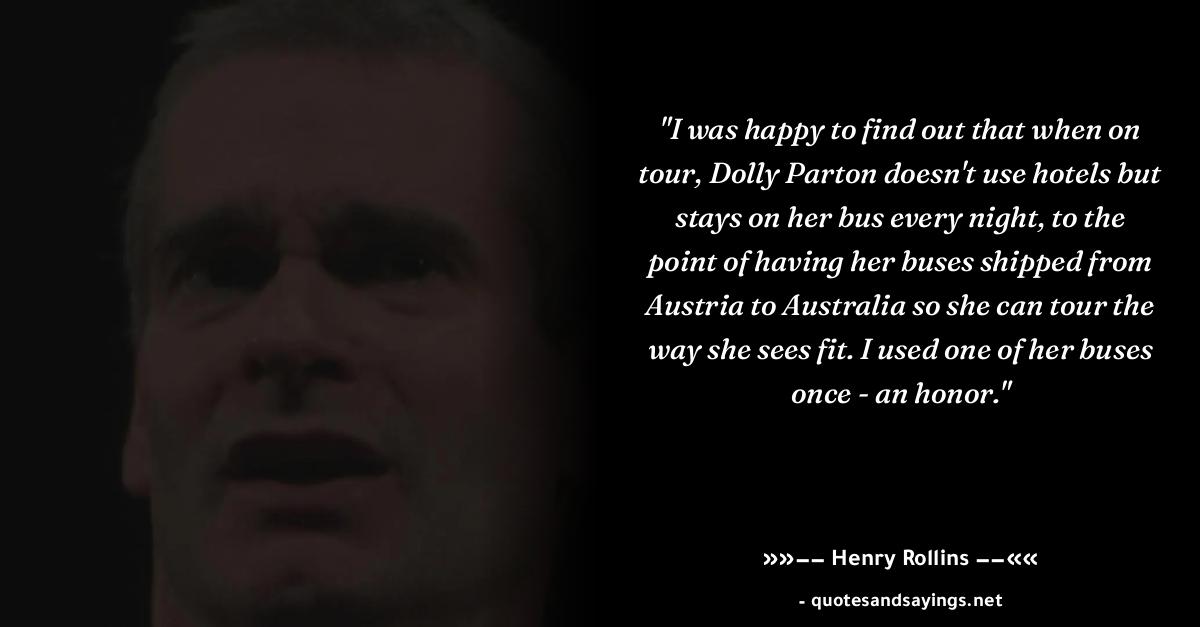 "I was happy to find out that when on
tour, Dolly Parton doesn't use hotels but
stays on her bus every night, to the
point of having her buses shipped from
Austria to Australia so she can tour the
way she sees fit. I used one of her buses
once - an honor."
»»−− Henry Rollins −−««
- quotesandsayings.net